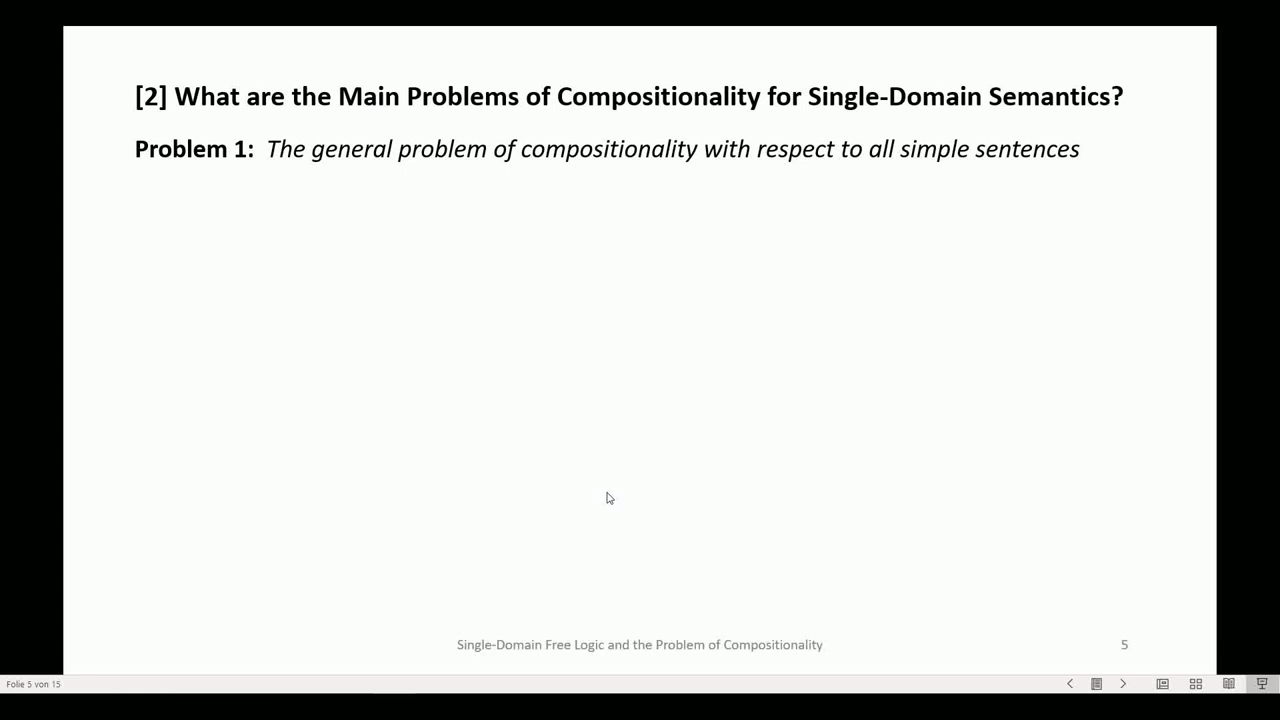 [2] What are the Main Problems of Compositionality for Single-Domain Semantics?
Problem 1: The general problem of compositionality with respect to all simple sentences
Single-Domain Free Logic and the Problem of Compositionality
5
Folie 5 von 15